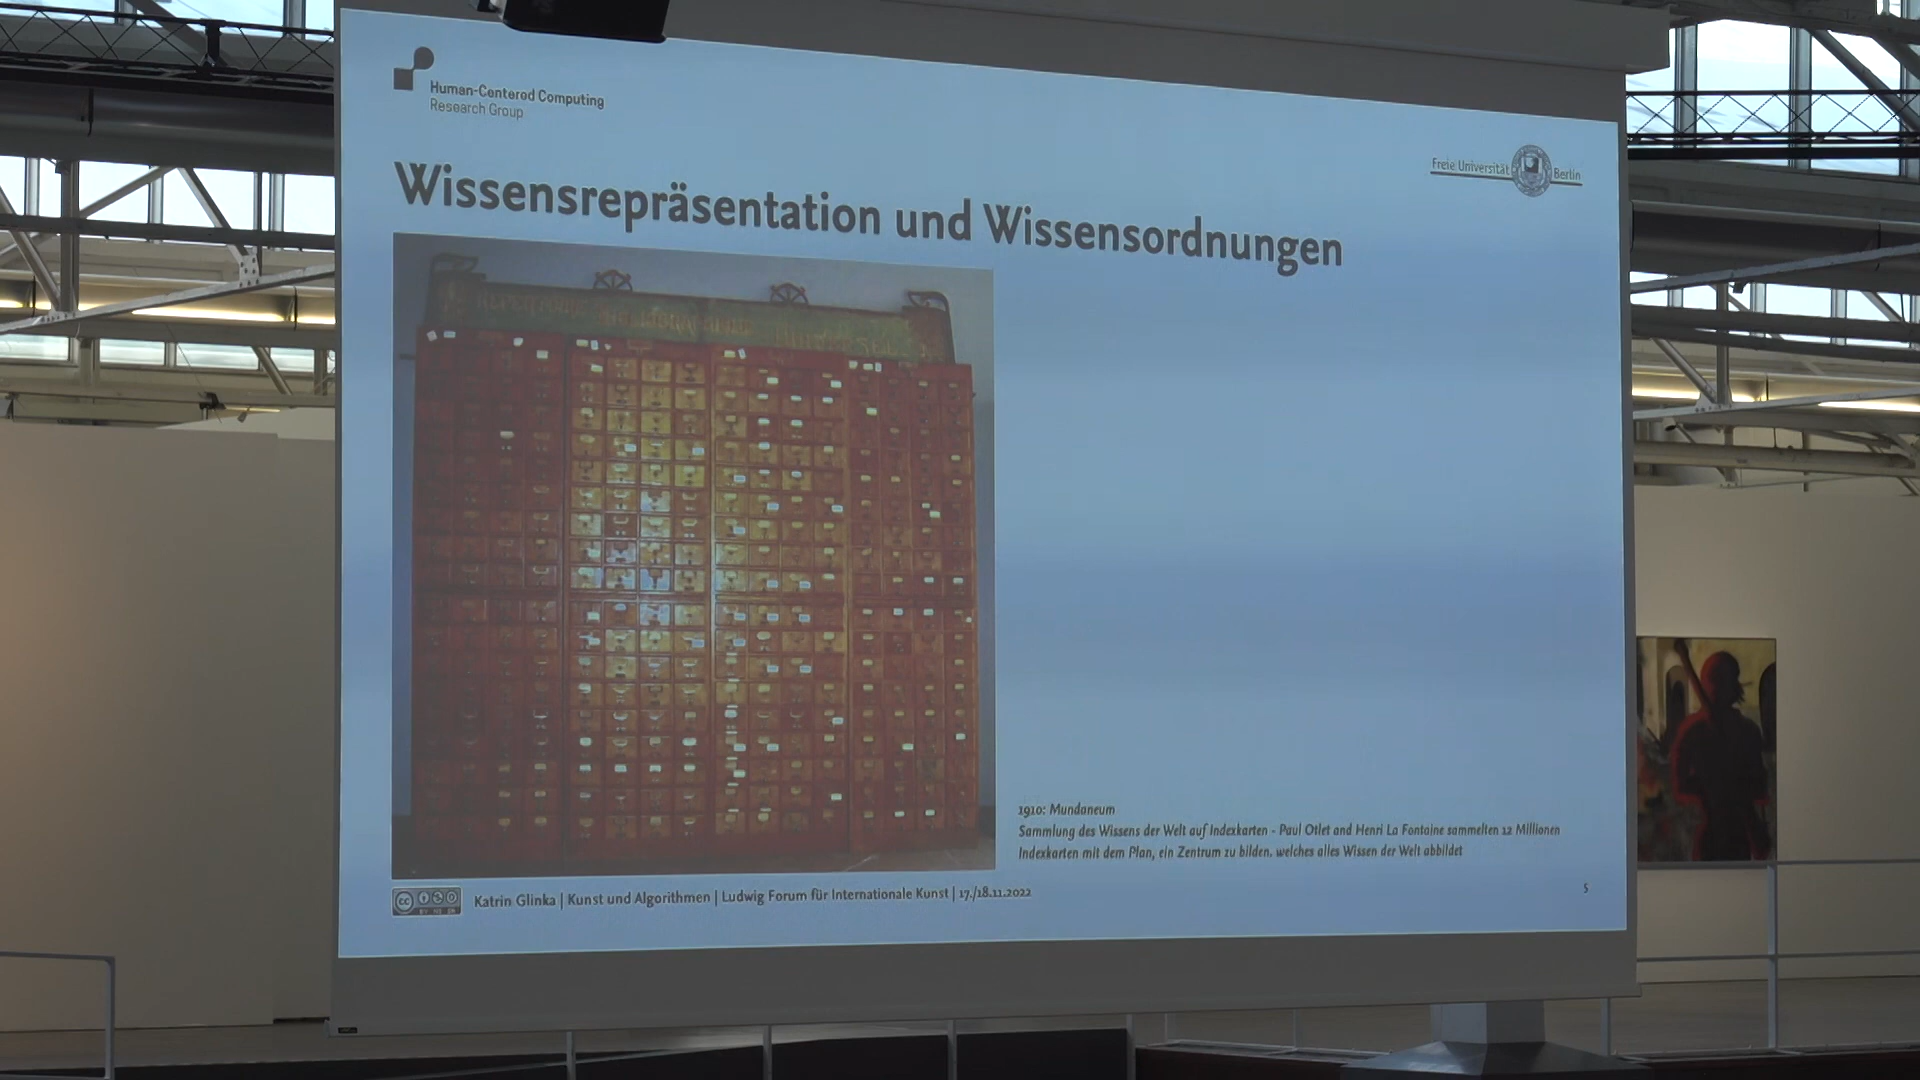 Human-Centered Computing
Research Group
Freie Universität Berlin
Wissensrepräsentation und Wissensordnungen
1910: Mundaneum
Sammlung des Wissens der Welt auf Indexkarten - Paul Otlet and Henri La Fontaine sammelten 12 Millionen
Indexkarten mit dem Plan, ein Zentrum zu bilden, welches alles Wissen der Welt abbildet
Katrin Glinka | Kunst und Algorithmen | Ludwig Forum für Internationale Kunst | 17./18.11.2022
5